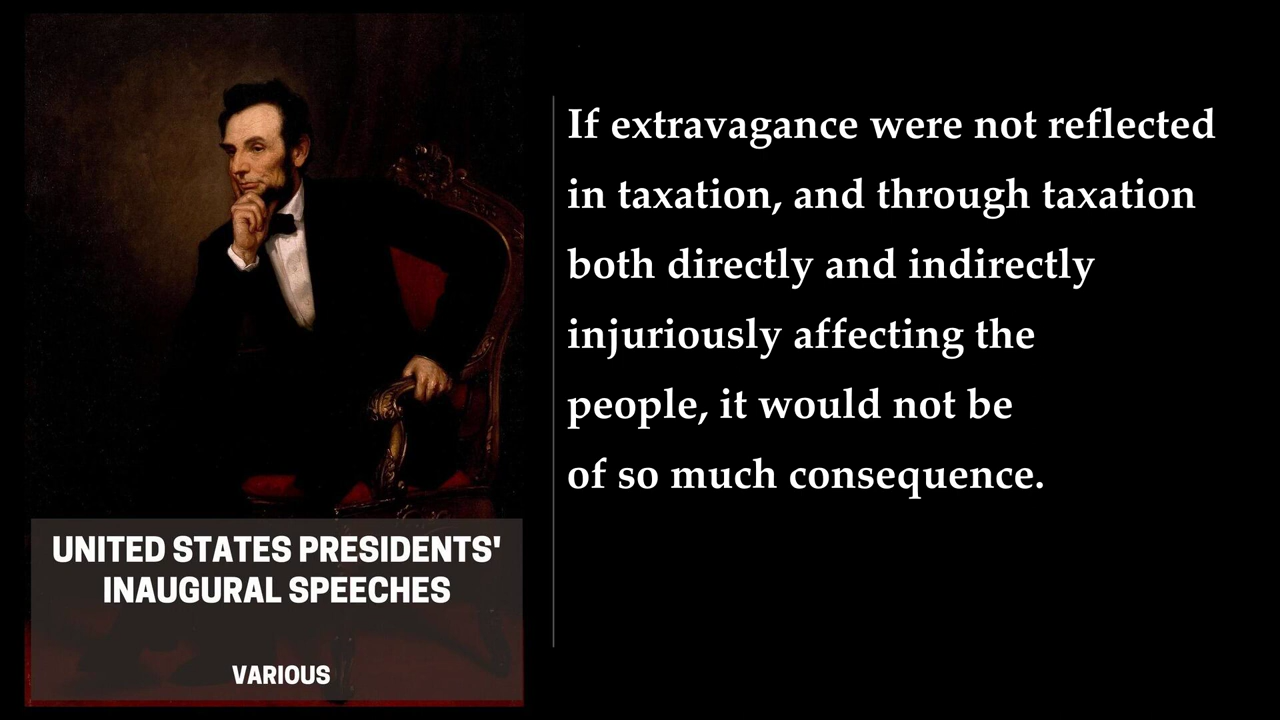 If extravagance were not reflected
in taxation, and through taxation
both directly and indirectly
injuriously affecting the
people, it would not be
of so much consequence.
UNITED STATES PRESIDENTS'
INAUGURAL SPEECHES
VARIOUS